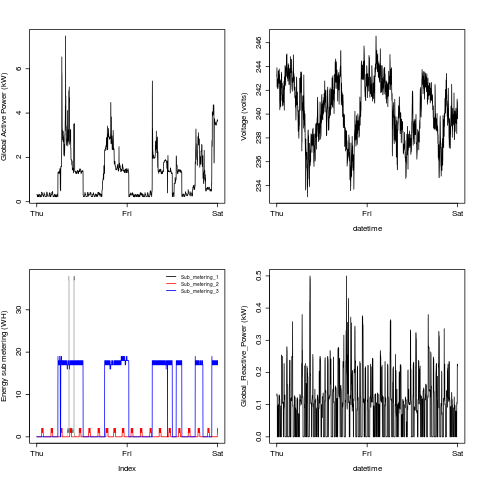 Global Active Power (kW)
0 2 4 6
Thu Fri Sat
Voltage (volts)
234 236 238 240 242 244 246
Thu Fri Sat
datetime
Energy sub metering (WH)
0 10 20 30
Sub_metering_1
Sub_metering_2
Sub_metering_3
Thu Fri Sat
Index
Global_Reactive_Power (kW)
0.0 0.1 0.2 0.3 0.4 0.5
Thu Fri Sat
datetime